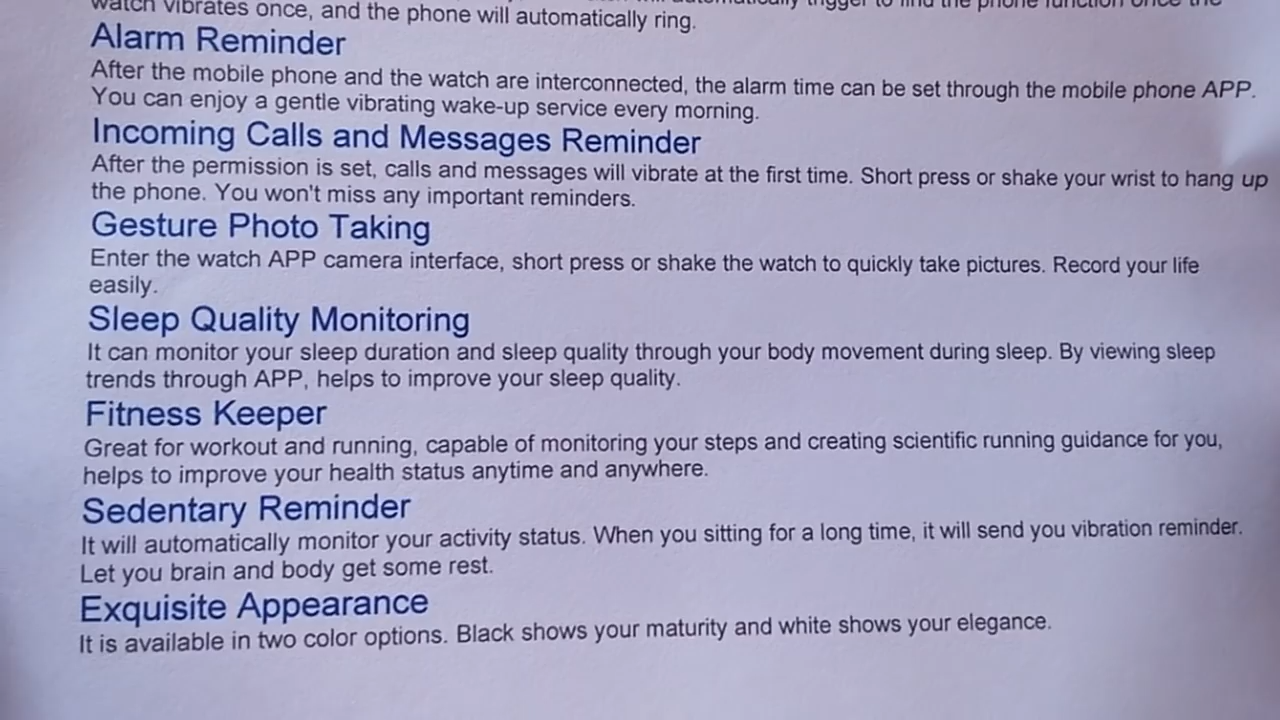 watch vibrates once, and the phone will automatically ring.
Alarm Reminder
After the mobile phone and the watch are interconnected, the alarm time can be set through the mobile phone APP.
You can enjoy a gentle vibrating wake-up service every morning.
Incoming Calls and Messages Reminder
After the permission is set, calls and messages will vibrate at the first time. Short press or shake your wrist to hang up
the phone. You won't miss any important reminders.
Gesture Photo Taking
Enter the watch APP camera interface, short press or shake the watch to quickly take pictures. Record your life
easily.
Sleep Quality Monitoring
It can monitor your sleep duration and sleep quality through your body movement during sleep. By viewing sleep
trends through APP, helps to improve your sleep quality.
Fitness Keeper
Great for workout and running, capable of monitoring your steps and creating scientific running guidance for you,
helps to improve your health status anytime and anywhere.
Sedentary Reminder
It will automatically monitor your activity status. When you sitting for a long time, it will send you vibration reminder.
Let you brain and body get some rest.
Exquisite Appearance
It is available in two color options. Black shows your maturity and white shows your elegance.